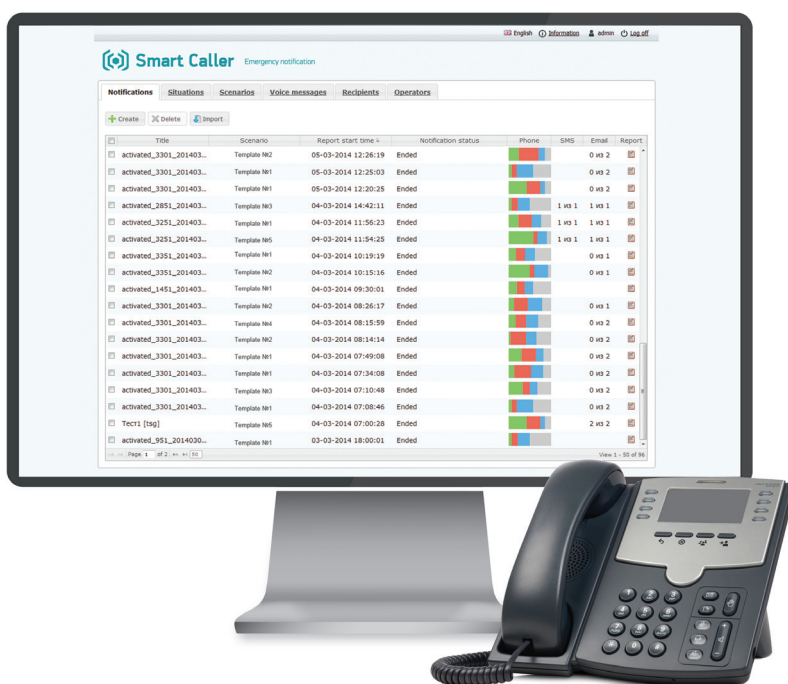 English Information admin Log off
Smart Caller Emergency notification
Notifications Situations Scenarios Voice messages Recipients Operators
Create Delete Import
Title Scenario Report start time Notification status Phone SMS Email Report
activated_3301_201403... Template №2 05-03-2014 12:26:19 Ended 0 из 2
activated_3301_201403... Template №1 05-03-2014 12:25:03 Ended 0 из 2
activated_3301_201403... Template №1 05-03-2014 12:20:25 Ended 0 из 2
activated_2851_201403... Template №3 04-03-2014 14:42:11 Ended 1 из 1 1 из 1
activated_3251_201403... Template №1 04-03-2014 11:56:23 Ended 1 из 1 1 из 1
activated_3251_201403... Template №5 04-03-2014 11:54:25 Ended 1 из 1 1 из 1
activated_3351_201403... Template №1 04-03-2014 10:19:19 Ended 0 из 1
activated_3351_201403... Template №2 04-03-2014 10:15:16 Ended 0 из 1
activated_1451_201403... Template №1 04-03-2014 09:30:01 Ended
activated_3301_201403... Template №2 04-03-2014 08:26:17 Ended 0 из 1
activated_3301_201403... Template №4 04-03-2014 08:15:59 Ended 0 из 2
activated_3301_201403... Template №2 04-03-2014 08:14:14 Ended 0 из 2
activated_3301_201403... Template №1 04-03-2014 07:49:08 Ended 0 из 2
activated_3301_201403... Template №1 04-03-2014 07:34:08 Ended 0 из 2
activated_3301_201403... Template №3 04-03-2014 07:10:48 Ended 0 из 2
activated_3301_201403... Template №1 04-03-2014 07:08:46 Ended 0 из 2
Тест1 [tsg] Template №5 04-03-2014 07:00:28 Ended 2 из 2
activated_951_2014030... Template №1 03-03-2014 18:00:01 Ended
Page 1 of 2 50 View 1 - 50 of 96
1 2 3
4 5 6
7 8 9
* 0 #